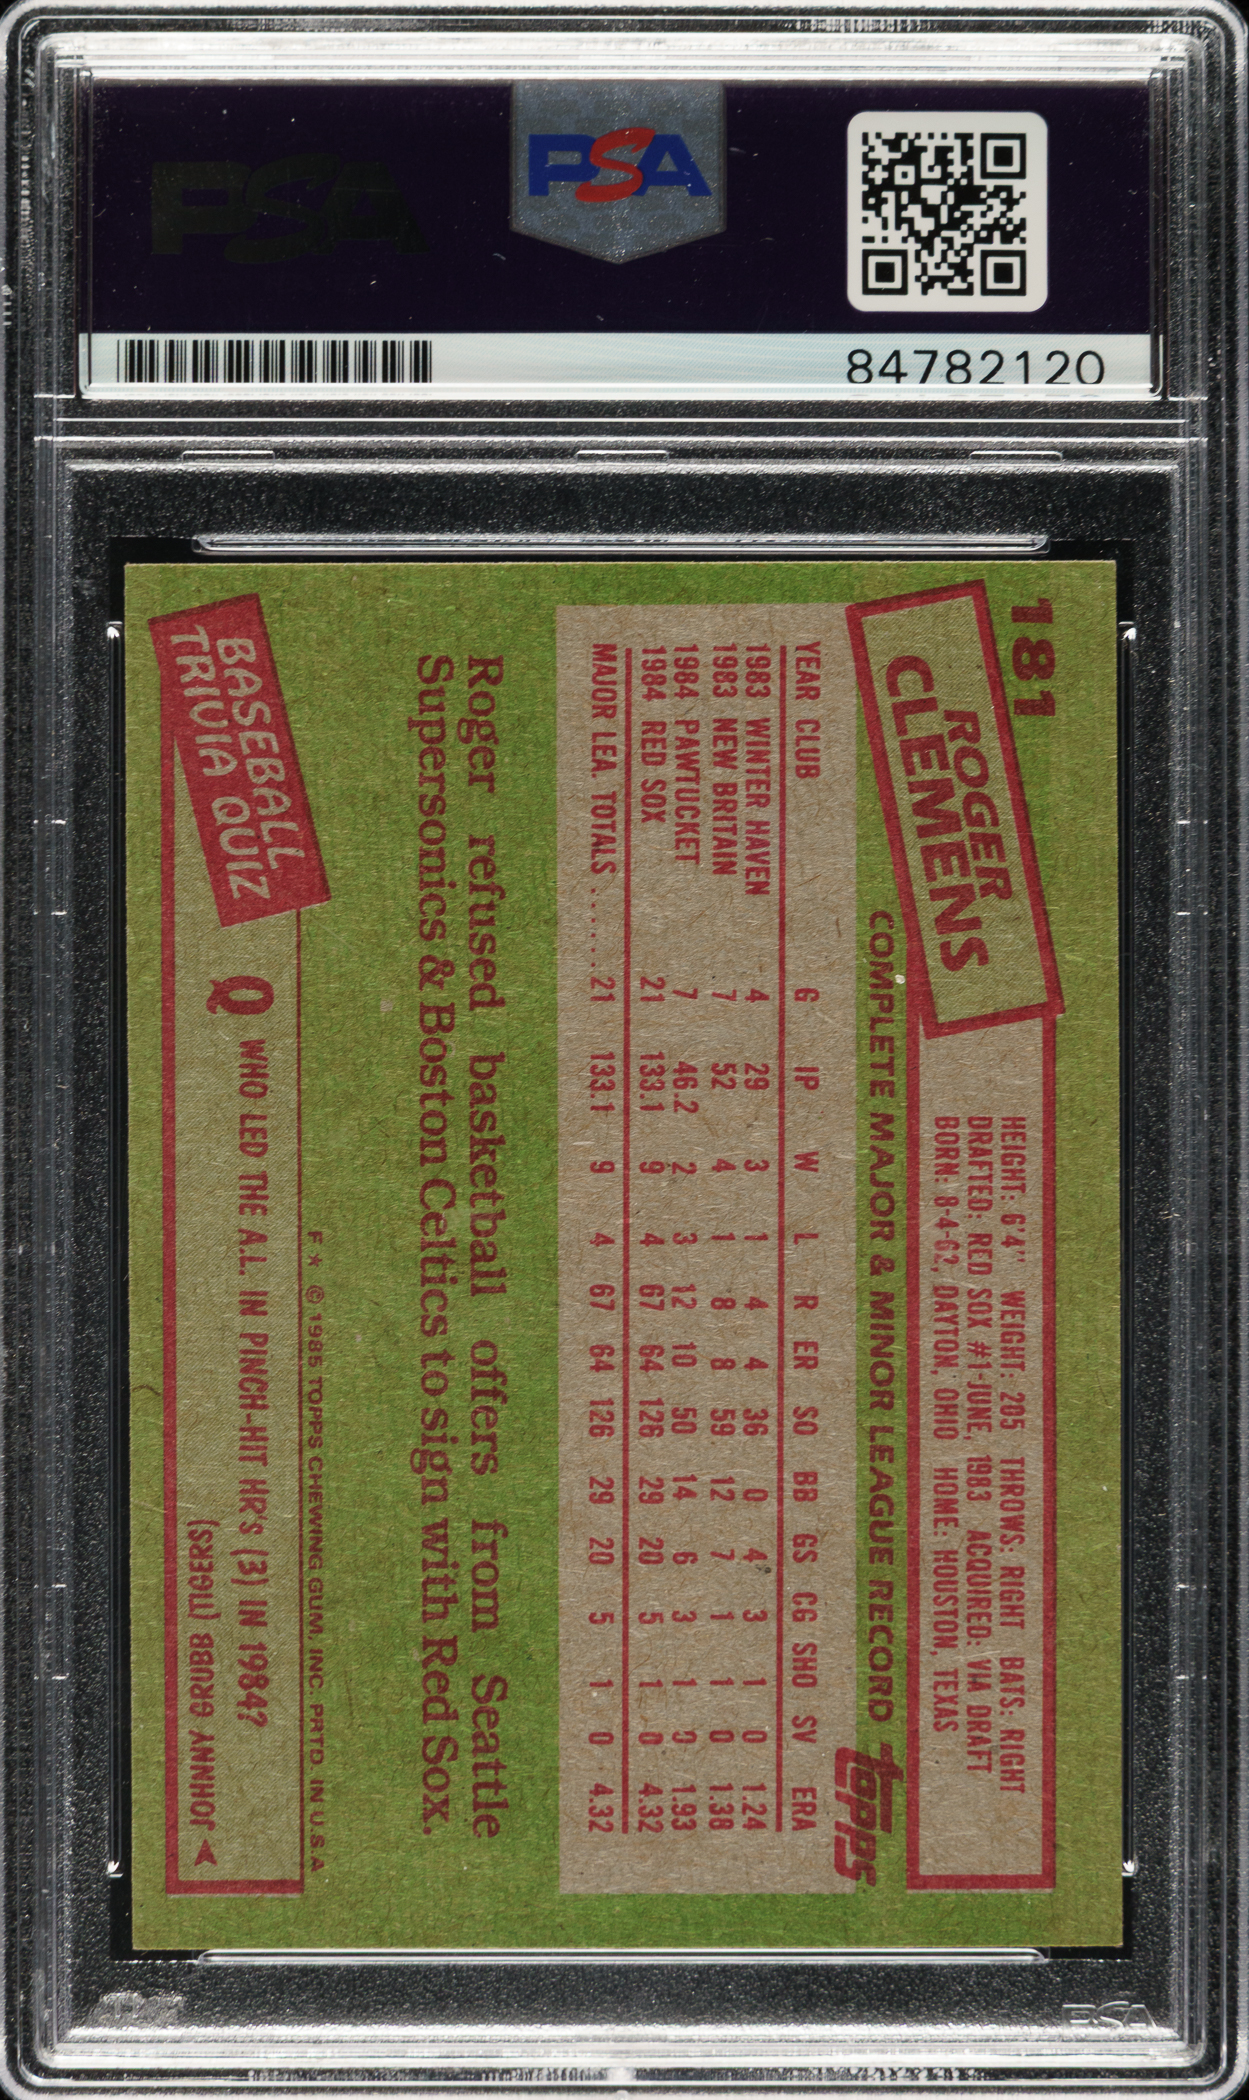 PSA
PSA
84782120
181
ROGER
CLEMENS
HEIGHT: 6'4" WEIGHT: 205 THROWS: RIGHT BATS: RIGHT
DRAFTED: RED SOX #1-JUNE, 1983 ACQUIRED: VIA DRAFT
BORN: 8-4-62, DAYTON, OHIO HOME: HOUSTON, TEXAS
COMPLETE MAJOR & MINOR LEAGUE RECORD
topps
YEAR CLUB G IP W L R ER SO BB GS CG SHO SV ERA
1983 WINTER HAVEN 4 29 3 1 4 4 36 0 4 3 1 0 1.24
1983 NEW BRITAIN 7 52 4 1 8 8 59 12 7 1 1 0 1.38
1984 PAWTUCKET 7 46.2 2 3 12 10 50 14 6 3 1 0 1.93
1984 RED SOX 21 133.1 9 4 67 64 126 29 20 5 1 0 4.32
MAJOR LEA. TOTALS ......21 133.1 9 4 67 64 126 29 20 5 1 0 4.32
Roger refused basketball offers from Seattle
Supersonics & Boston Celtics to sign with Red Sox.
F* © 1985 TOPPS CHEWING GUM, INC. PRTD. IN U.S.A
BASEBALL
TRIVIA QUIZ
Q WHO LED THE A.L. IN PINCH-HIT HR's (3) IN 1984?
JOHNNY GRUBB (TIGERS)
PSA